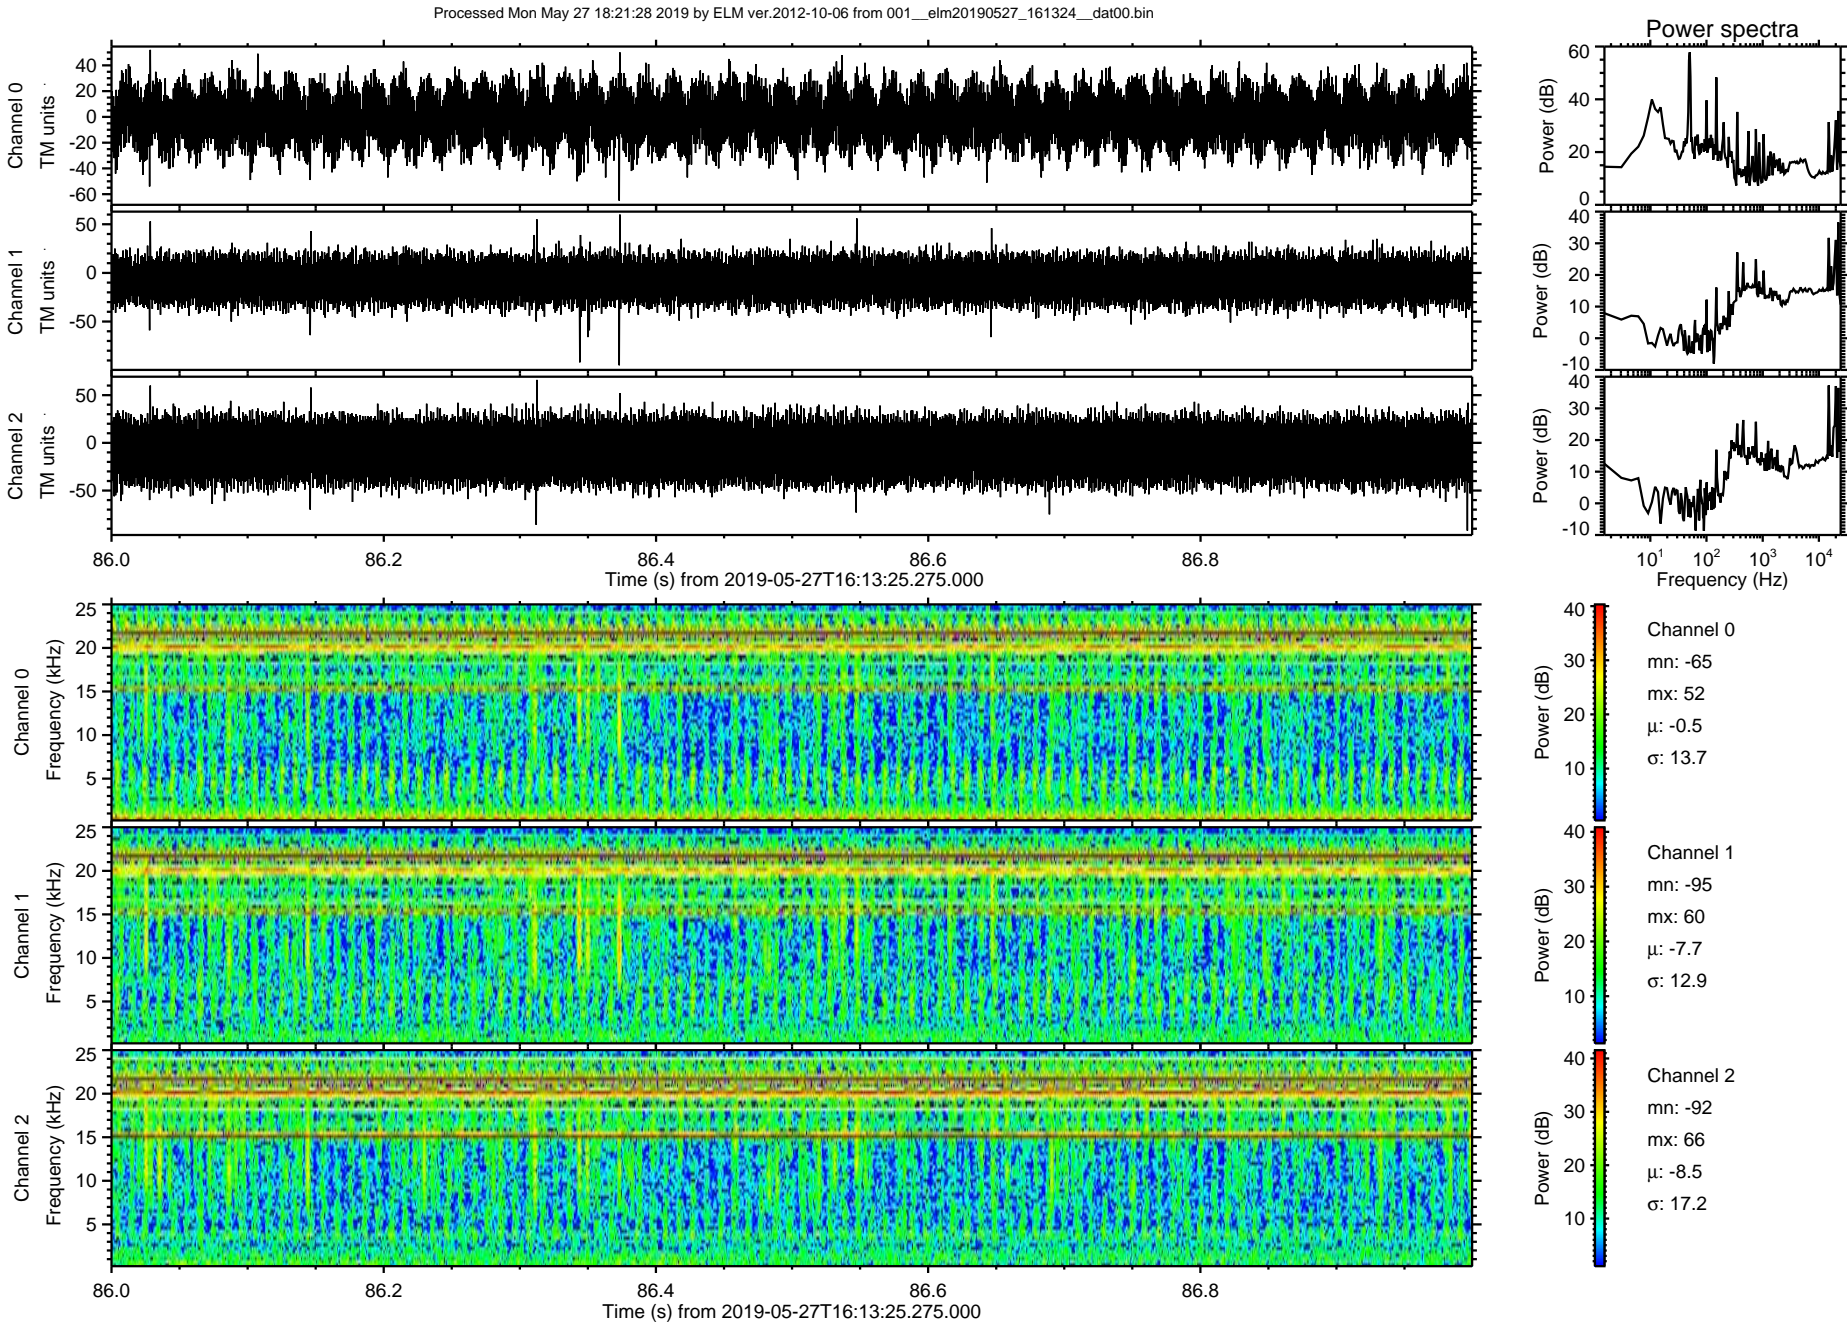 Processed Mon May 27 18:21:28 2019 by ELM ver.2012-10-06 from 001__elm20190527_161324__dat00.bin
Power spectra
Channel 0
TM units
40
20
0
-20
-40
-60
Power (dB)
60
40
20
0
Channel 1
TM units
50
0
-50
Power (dB)
40
30
20
10
0
-10
Channel 2
TM units
50
0
-50
Power (dB)
40
30
20
10
0
-10
86.0
86.2
86.4
86.6
86.8
Time (s) from 2019-05-27T16:13:25.275.000
10^1
10^2
10^3
10^4
Frequency (Hz)
Channel 0
Frequency (kHz)
25
20
15
10
5
Power (dB)
40
30
20
10
Channel 0
mn: -65
mx: 52
μ: -0.5
σ: 13.7
Channel 1
Frequency (kHz)
25
20
15
10
5
Power (dB)
40
30
20
10
Channel 1
mn: -95
mx: 60
μ: -7.7
σ: 12.9
Channel 2
Frequency (kHz)
25
20
15
10
5
Power (dB)
40
30
20
10
Channel 2
mn: -92
mx: 66
μ: -8.5
σ: 17.2
86.0
86.2
86.4
86.6
86.8
Time (s) from 2019-05-27T16:13:25.275.000